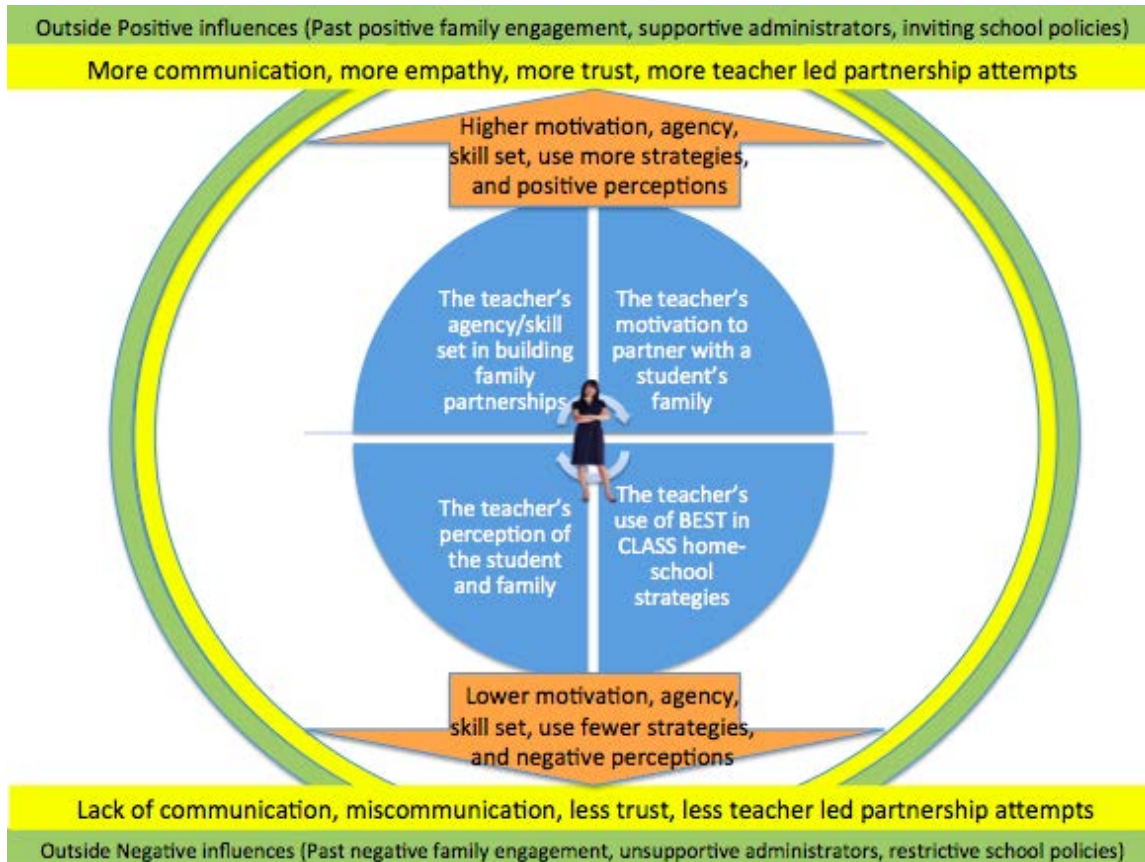 Outside Positive influences (Past positive family engagement, supportive administrators, inviting school policies)
More communication, more empathy, more trust, more teacher led partnership attempts
Higher motivation, agency,
skill set, use more strategies,
and positive perceptions
The teacher's
agency/skill
set in building
family
partnerships
The teacher's
motivation to
partner with a
student's
family
The teacher's
perception of
the student
and family
The teacher's
use of BEST in
CLASS home-
school
strategies
Lower motivation, agency,
skill set, use fewer strategies,
and negative perceptions
Lack of communication, miscommunication, less trust, less teacher led partnership attempts
Outside Negative influences (Past negative family engagement, unsupportive administrators, restrictive school policies)